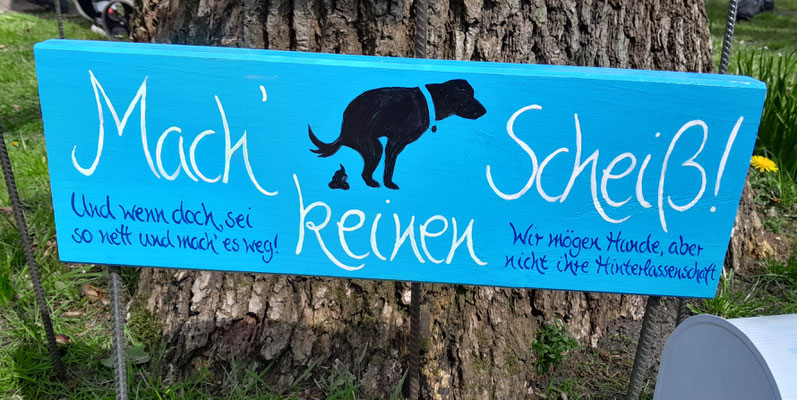 Mach' keinen Scheiß!
Und wenn doch, sei
so nett und mach' es weg!
Wir mögen Hunde, aber
nicht ihre Hinterlassenschaft